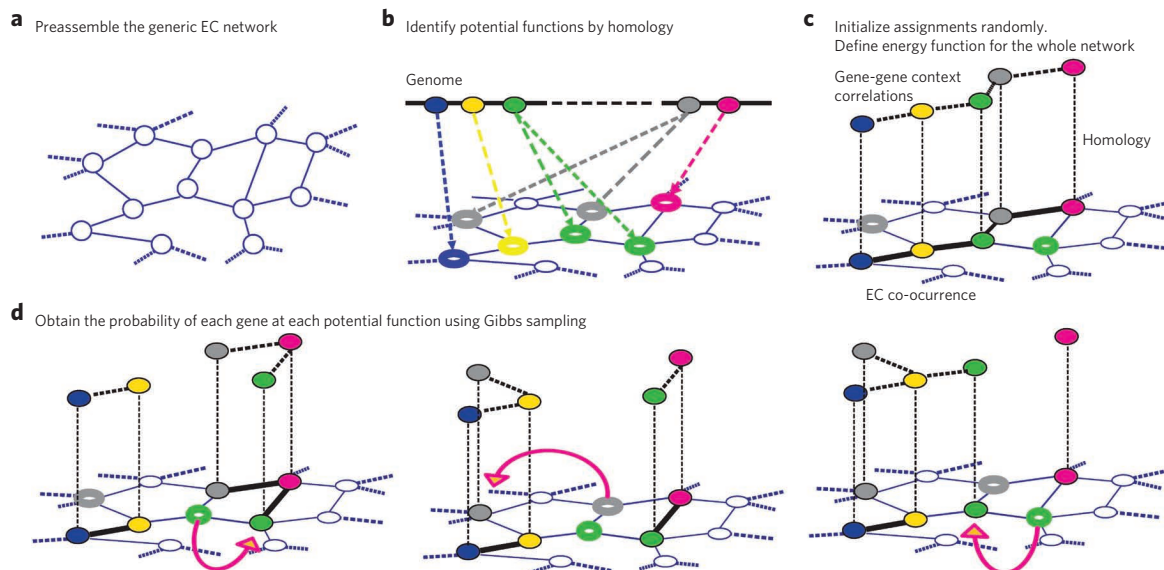 a Preassemble the generic EC network
b Identify potential functions by homology
Genome
c Initialize assignments randomly.
Define energy function for the whole network
Gene-gene context
correlations
Homology
EC co-ocurrence
d Obtain the probability of each gene at each potential function using Gibbs sampling